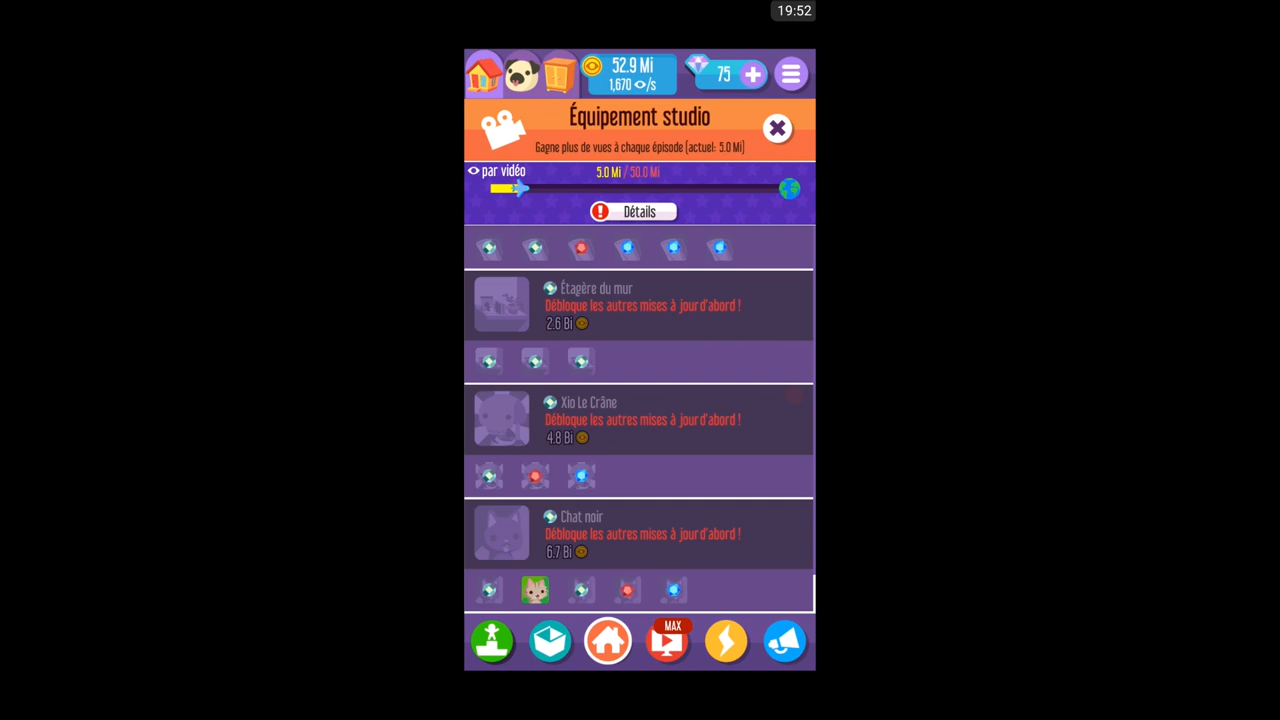 19:52
52.9 Mi
1,670 /s
75
Équipement studio
Gagne plus de vues à chaque épisode (actuel: 5.0 Mi)
par vidéo
5.0 Mi / 50.0 Mi
Détails
Étagère du mur
Débloque les autres mises à jour d'abord !
2.6 Bi
Xio Le Crâne
Débloque les autres mises à jour d'abord !
4.8 Bi
Chat noir
Débloque les autres mises à jour d'abord !
6.7 Bi
MAX